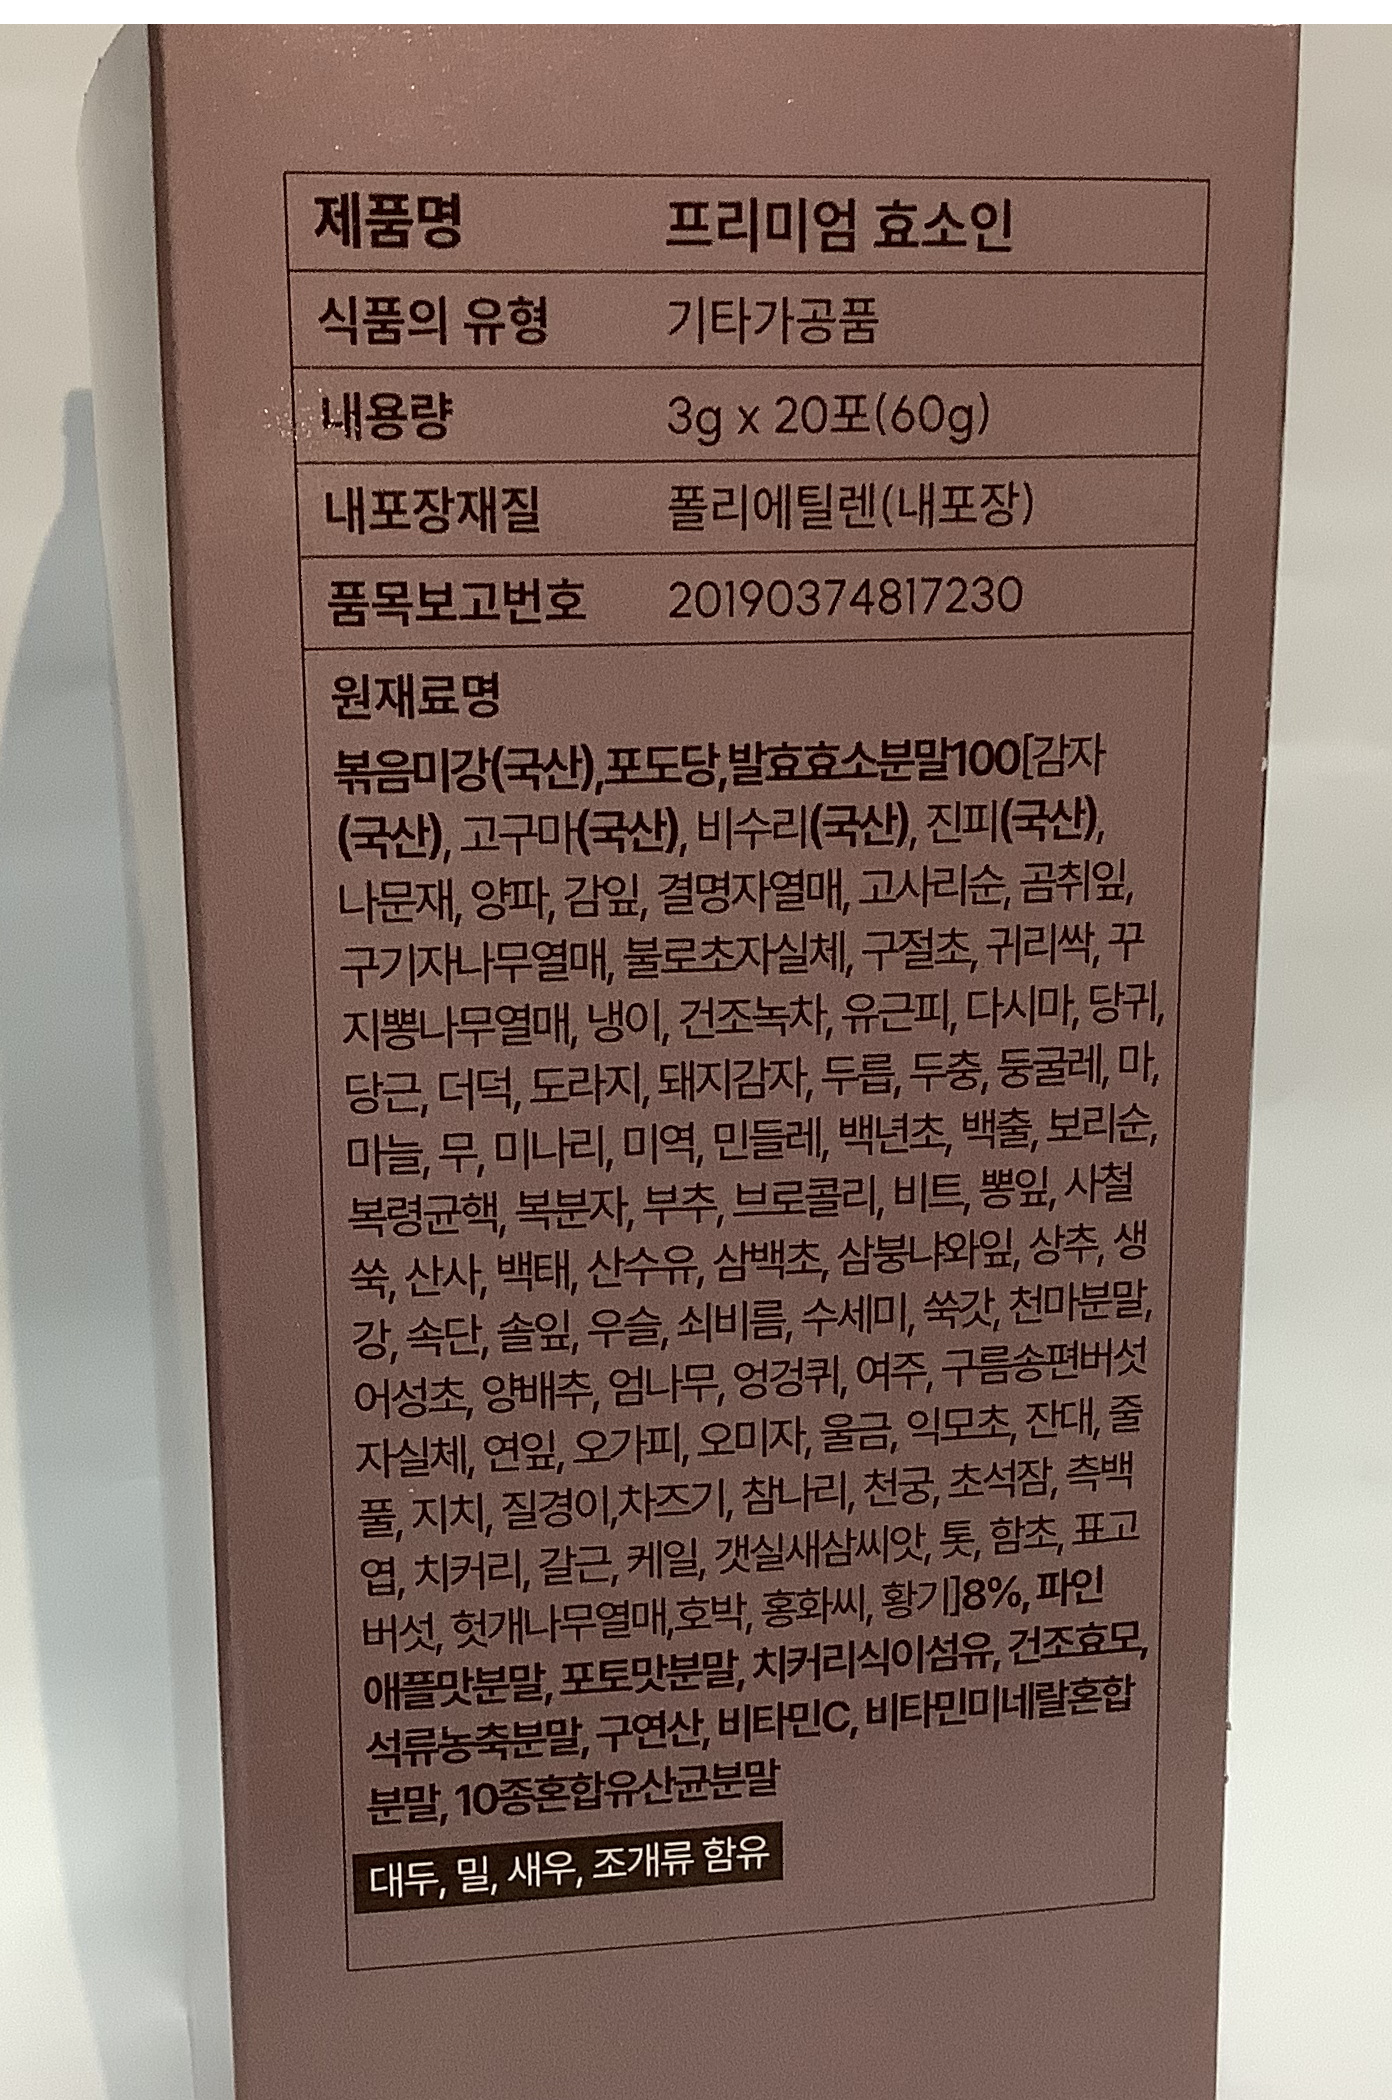 제품명 프리미엄 효소인
식품의 유형 기타가공품
내용량 3g x 20포(60g)
내포장재질 폴리에틸렌(내포장)
품목보고번호 20190374817230
원재료명
볶음미강(국산),포도당,발효효소분말100[감자
(국산), 고구마(국산), 비수리(국산), 진피(국산),
나문재, 양파, 감잎, 결명자열매, 고사리순, 곰취잎,
구기자나무열매, 불로초자실체, 구절초, 귀리싹, 꾸
지뽕나무열매, 냉이, 건조녹차, 유근피, 다시마, 당귀,
당근, 더덕, 도라지, 돼지감자, 두릅, 두충, 둥굴레, 마,
마늘, 무, 미나리, 미역, 민들레, 백년초, 백출, 보리순,
복령균핵, 복분자, 부추, 브로콜리, 비트, 뽕잎, 사철
쑥, 산사, 백태, 산수유, 삼백초, 삼붕냐와잎, 상추, 생
강, 속단, 솔잎, 우슬, 쇠비름, 수세미, 쑥갓, 천마분말,
어성초, 양배추, 엄나무, 엉겅퀴, 여주, 구름송편버섯
자실체, 연잎, 오가피, 오미자, 울금, 익모초, 잔대, 줄
풀, 지치, 질경이,차즈기, 참나리, 천궁, 초석잠, 측백
엽, 치커리, 갈근, 케일, 갯실새삼씨앗, 톳, 함초, 표고
버섯, 헛개나무열매,호박, 홍화씨, 황기]8%, 파인
애플맛분말, 포토맛분말, 치커리식이섬유, 건조효모,
석류농축분말, 구연산, 비타민C, 비타민미네랄혼합
분말, 10종혼합유산균분말
대두, 밀, 새우, 조개류 함유